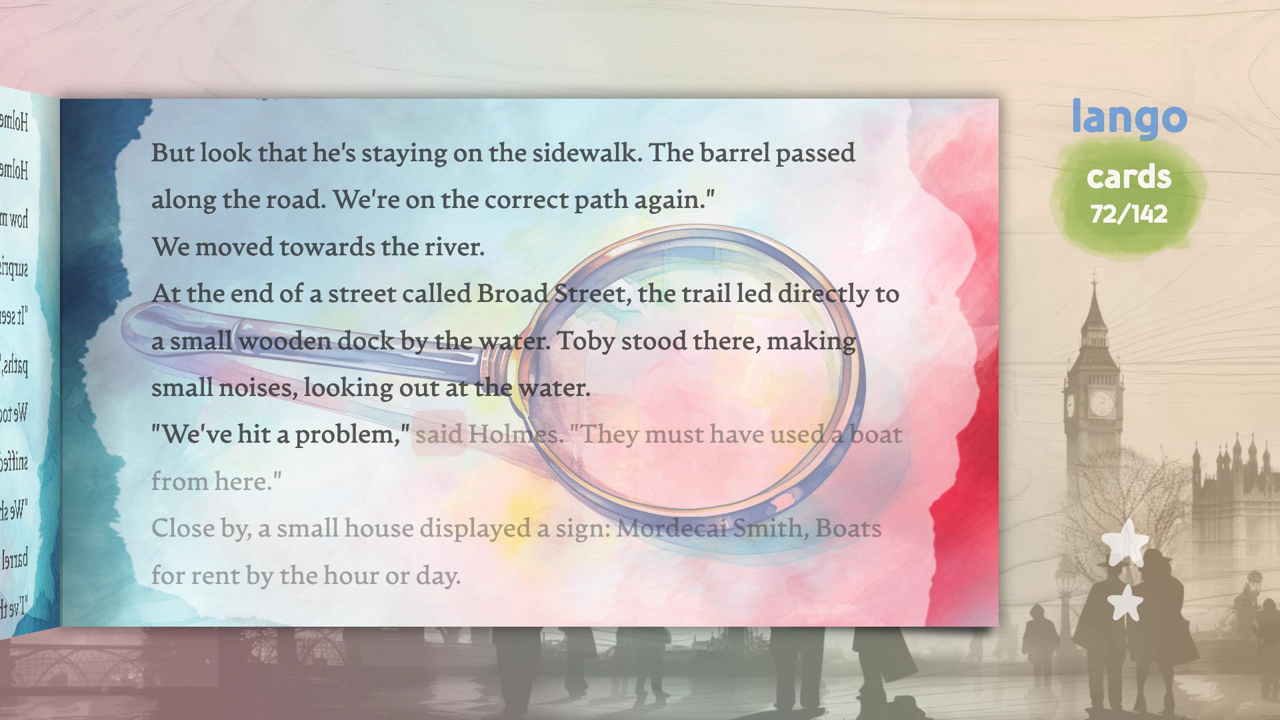 But look that he's staying on the sidewalk. The barrel passed
along the road. We're on the correct path again."
We moved towards the river.
At the end of a street called Broad Street, the trail led directly to
a small wooden dock by the water. Toby stood there, making
small noises, looking out at the water.
"We've hit a problem," said Holmes. "They must have used a boat
from here."
Close by, a small house displayed a sign: Mordecai Smith, Boats
for rent by the hour or day.
lango
cards
72/142